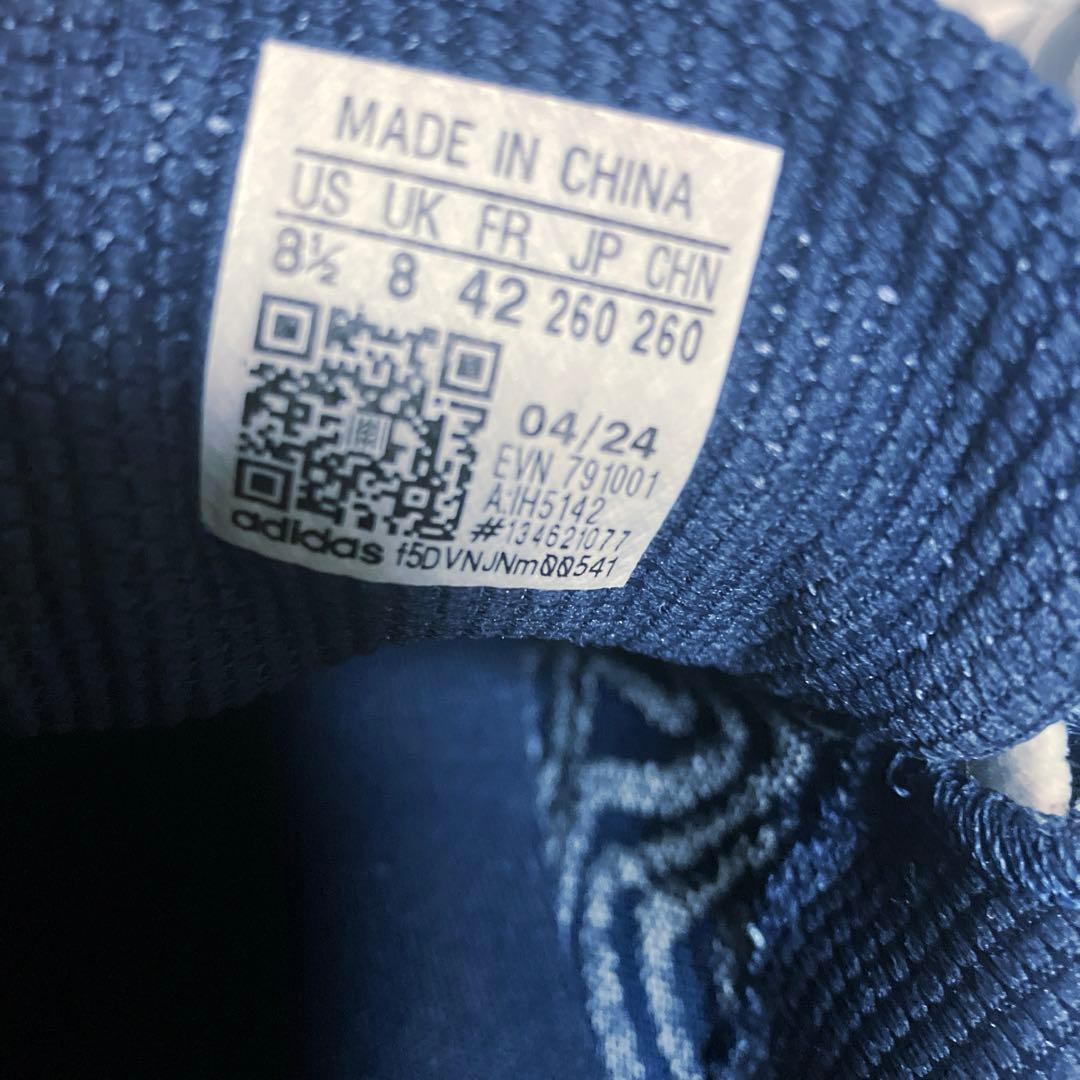 MADE IN CHINA
US UK FR JP CHN
8½ 8 42 260 260
04/24
EVN 791001
A:IH5142
#134621077
adidas f5DVNJNm00541